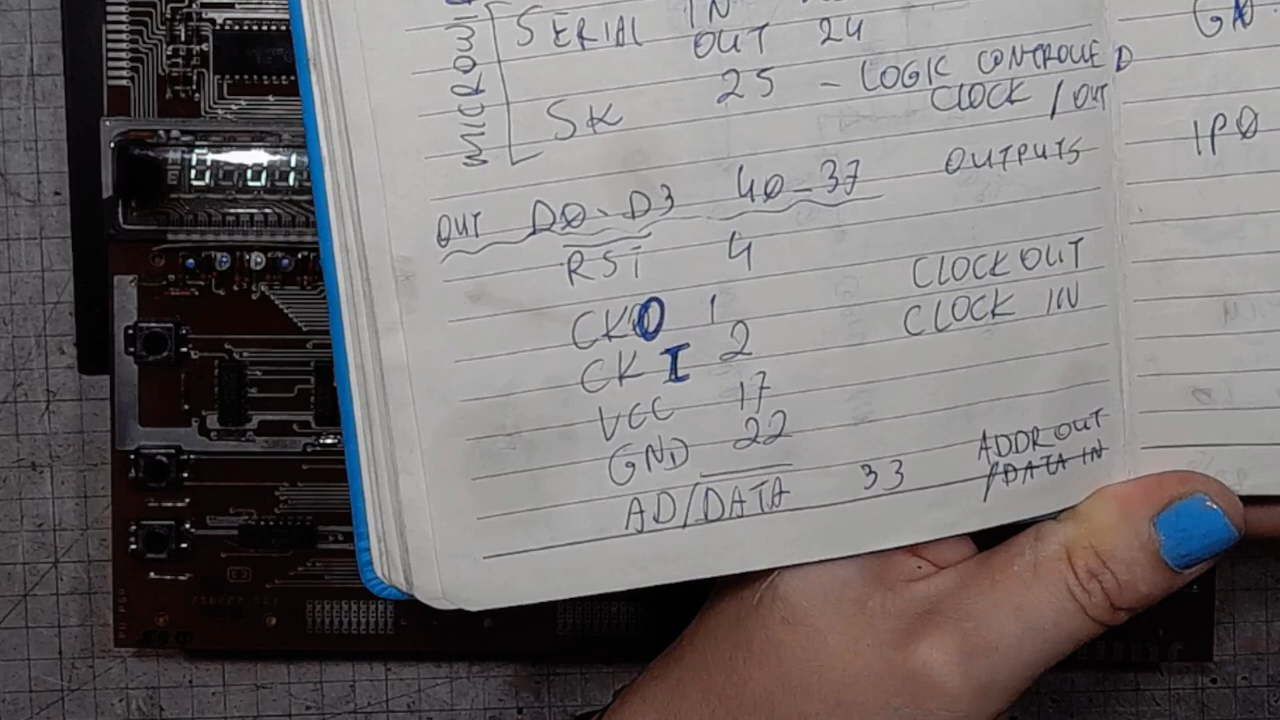 MICROWIRE
SERIAL IN
OUT 24
SK 25 - LOGIC CONTROLLED
CLOCK / OUT
OUT D0-D3 40-37 OUTPUTS
RST 4
CKO 1 CLOCK OUT
CKI 2 CLOCK IN
VCC 17
GND 22
AD/DATA 33 ADDR OUT
/DATA IN
IP0